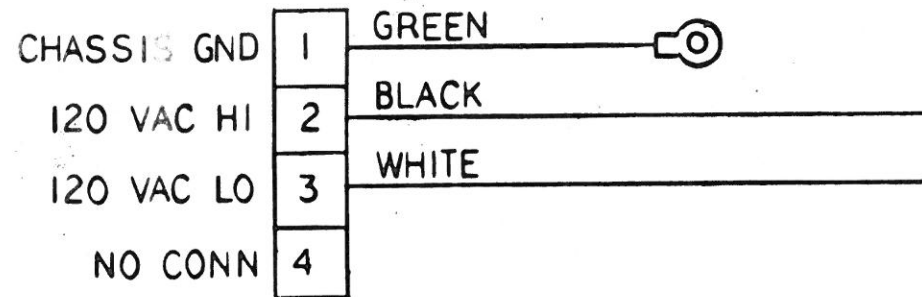 CHASSIS GND 1 GREEN
120 VAC HI 2 BLACK
120 VAC LO 3 WHITE
NO CONN 4